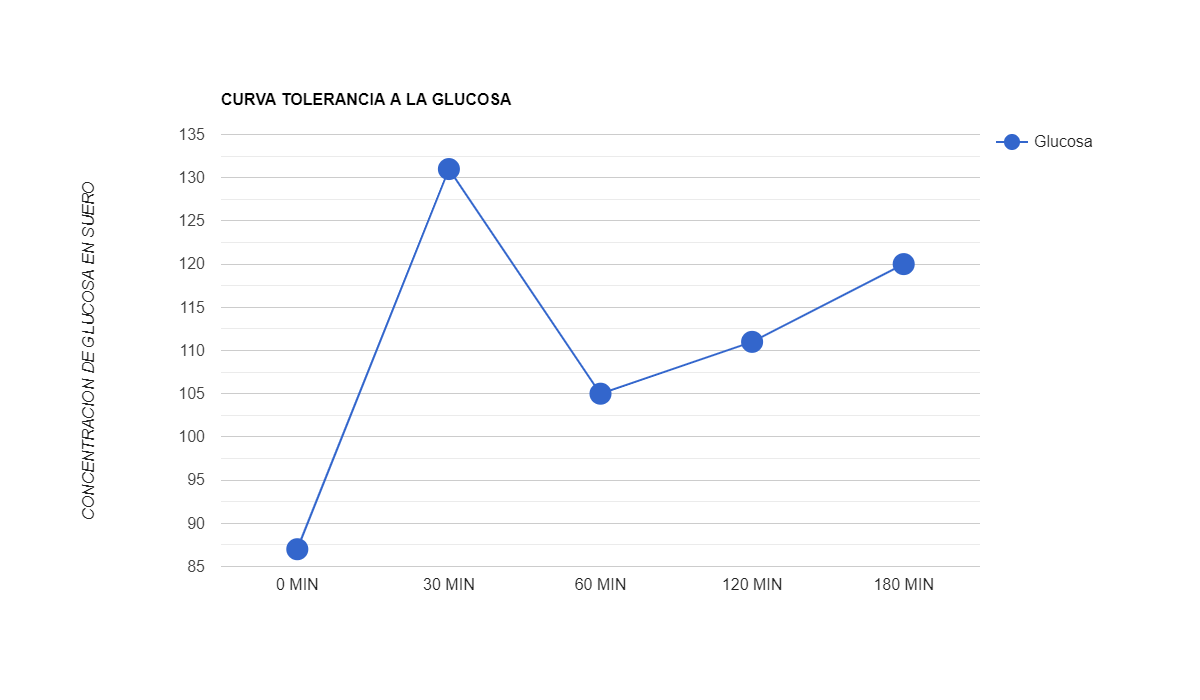 CURVA TOLERANCIA A LA GLUCOSA
Glucosa
CONCENTRACION DE GLUCOSA EN SUERO
135
130
125
120
115
110
105
100
95
90
85
0 MIN
30 MIN
60 MIN
120 MIN
180 MIN